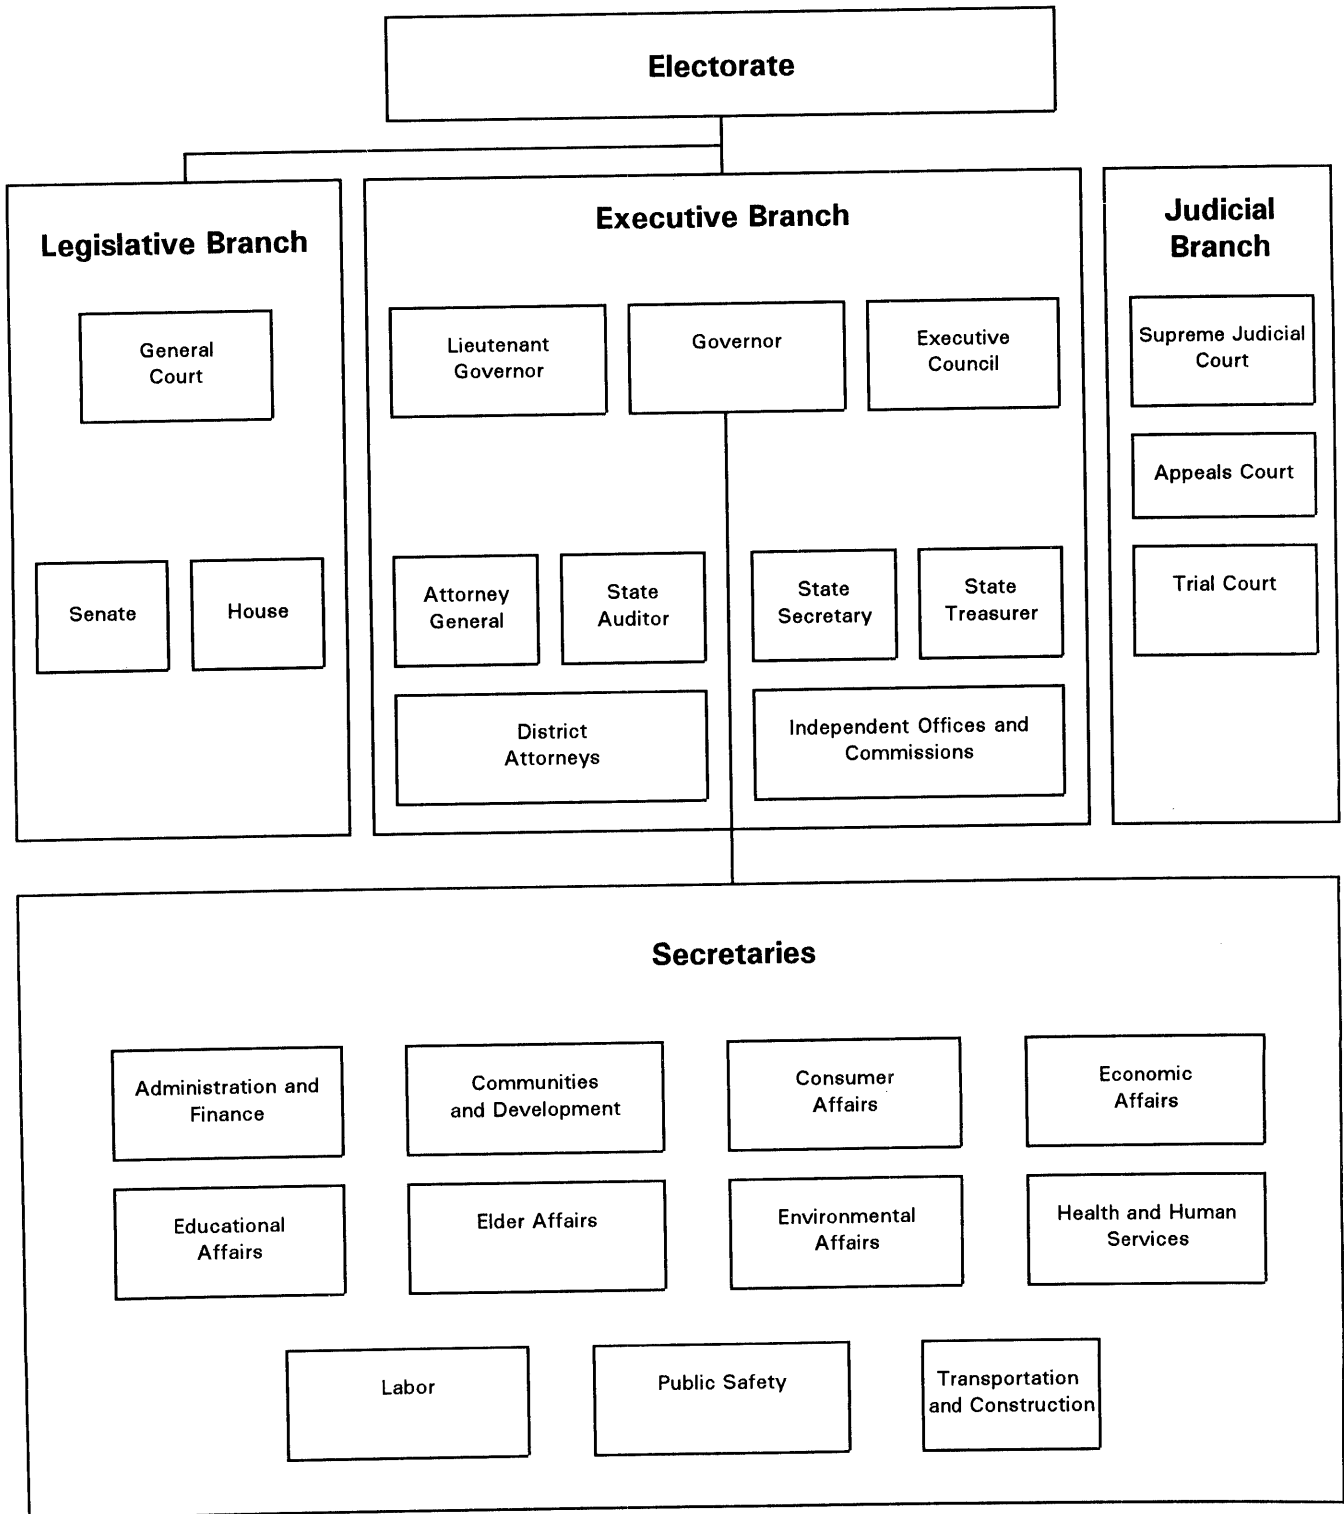 Electorate
Legislative Branch
General
Court
Senate
House
Executive Branch
Lieutenant
Governor
Governor
Executive
Council
Attorney
General
State
Auditor
State
Secretary
State
Treasurer
District
Attorneys
Independent Offices and
Commissions
Judicial
Branch
Supreme Judicial
Court
Appeals Court
Trial Court
Secretaries
Administration and
Finance
Communities
and Development
Consumer
Affairs
Economic
Affairs
Educational
Affairs
Elder Affairs
Environmental
Affairs
Health and Human
Services
Labor
Public Safety
Transportation
and Construction